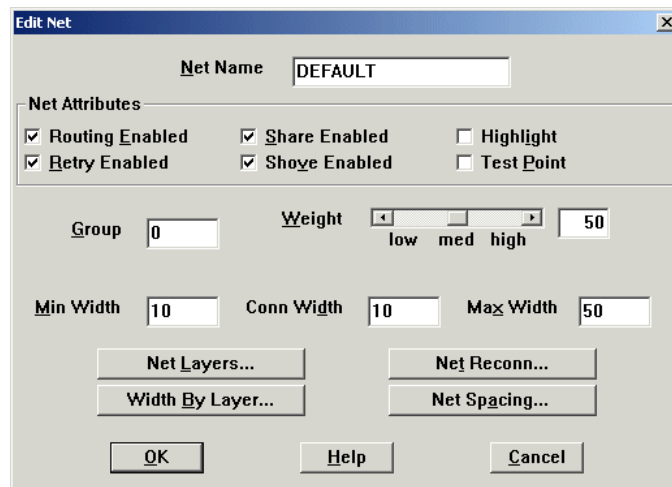 Edit Net
Net Name DEFAULT
Net Attributes
Routing Enabled Share Enabled Highlight
Retry Enabled Shove Enabled Test Point
Group 0 Weight 50
low med high
Min Width 10 Conn Width 10 Max Width 50
Net Layers... Net Reconn...
Width By Layer... Net Spacing...
OK Help Cancel